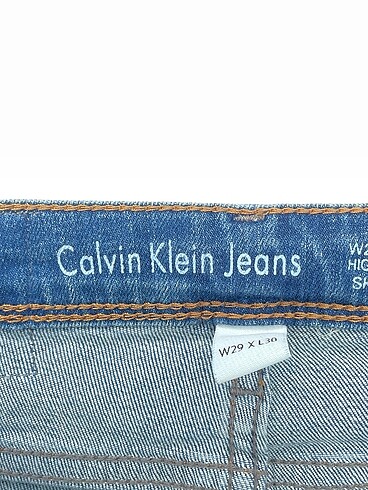 Calvin Klein Jeans
W2
HIG
SK
W29 X L30